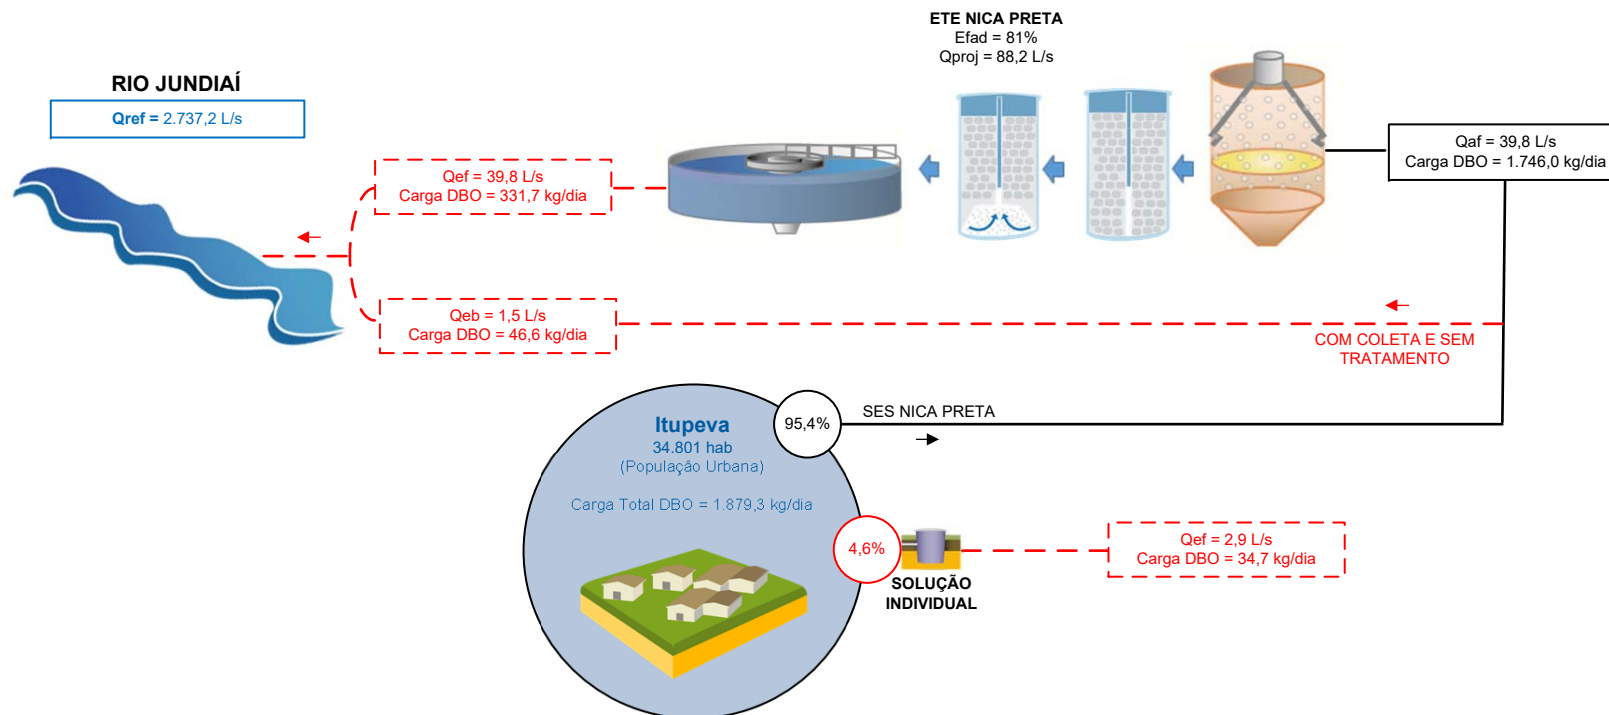 ETE NICA PRETA
Efad = 81%
Qproj = 88,2 L/s
RIO JUNDIAÍ
Qref = 2.737,2 L/s
Qef = 39,8 L/s
Carga DBO = 331,7 kg/dia
Qaf = 39,8 L/s
Carga DBO = 1.746,0 kg/dia
Qeb = 1,5 L/s
Carga DBO = 46,6 kg/dia
COM COLETA E SEM
TRATAMENTO
Itupeva
34.801 hab
(População Urbana)
Carga Total DBO = 1.879,3 kg/dia
95,4%
SES NICA PRETA
4,6%
SOLUÇÃO
INDIVIDUAL
Qef = 2,9 L/s
Carga DBO = 34,7 kg/dia